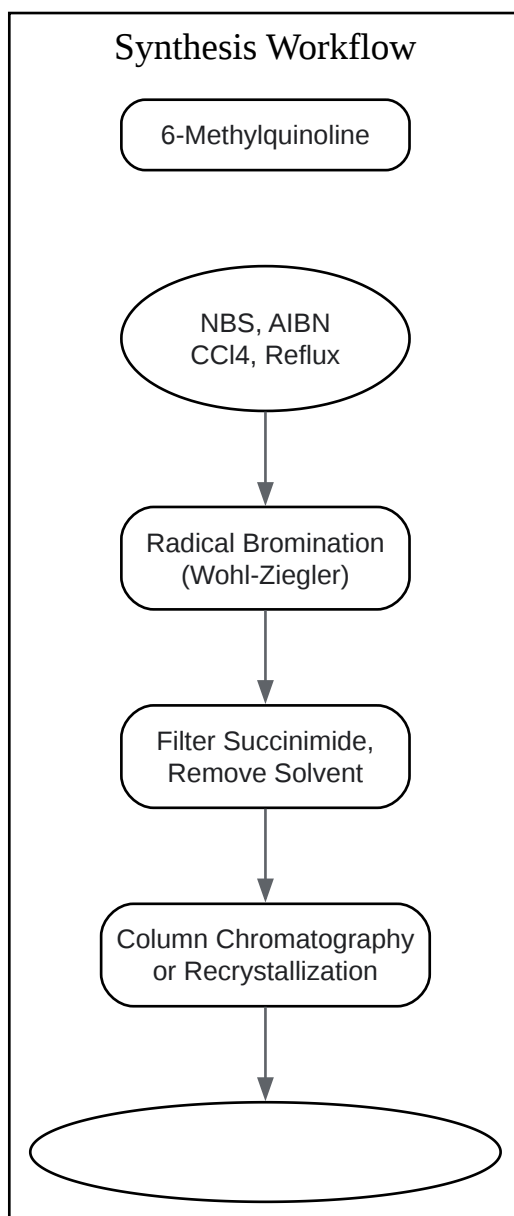 Synthesis Workflow
6-Methylquinoline
NBS, AIBN
CCl4, Reflux
Radical Bromination
(Wohl-Ziegler)
Filter Succinimide,
Remove Solvent
Column Chromatography
or Recrystallization